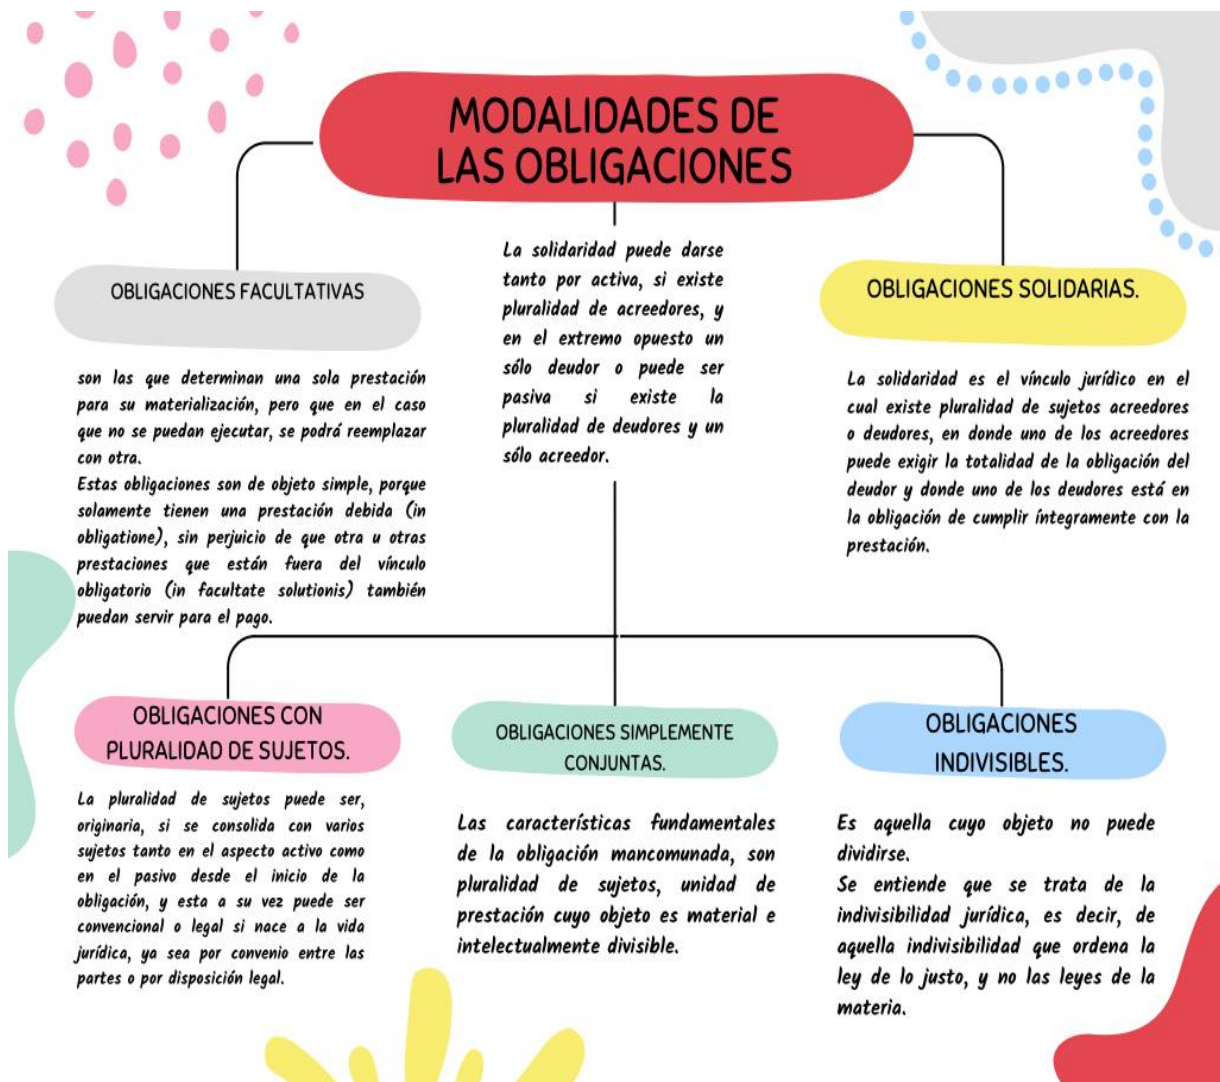 MODALIDADES DE
LAS OBLIGACIONES
OBLIGACIONES FACULTATIVAS
son las que determinan una sola prestación
para su materialización, pero que en el caso
que no se puedan ejecutar, se podrá reemplazar
con otra.
Estas obligaciones son de objeto simple, porque
solamente tienen una prestación debida (in
obligatione), sin perjuicio de que otra u otras
prestaciones que están fuera del vínculo
obligatorio (in facultate solutionis) también
puedan servir para el pago.
La solidaridad puede darse
tanto por activa, si existe
pluralidad de acreedores, y
en el extremo opuesto un
sólo deudor o puede ser
pasiva si existe la
pluralidad de deudores y un
sólo acreedor.
OBLIGACIONES SOLIDARIAS.
La solidaridad es el vínculo jurídico en el
cual existe pluralidad de sujetos acreedores
o deudores, en donde uno de los acreedores
puede exigir la totalidad de la obligación del
deudor y donde uno de los deudores está en
la obligación de cumplir íntegramente con la
prestación.
OBLIGACIONES CON
PLURALIDAD DE SUJETOS.
La pluralidad de sujetos puede ser,
originaria, si se consolida con varios
sujetos tanto en el aspecto activo como
en el pasivo desde el inicio de la
obligación, y esta a su vez puede ser
convencional o legal si nace a la vida
jurídica, ya sea por convenio entre las
partes o por disposición legal.
OBLIGACIONES SIMPLEMENTE
CONJUNTAS.
Las características fundamentales
de la obligación mancomunada, son
pluralidad de sujetos, unidad de
prestación cuyo objeto es material e
intelectualmente divisible.
OBLIGACIONES
INDIVISIBLES.
Es aquella cuyo objeto no puede
dividirse.
Se entiende que se trata de la
indivisibilidad jurídica, es decir, de
aquella indivisibilidad que ordena la
ley de lo justo, y no las leyes de la
materia.